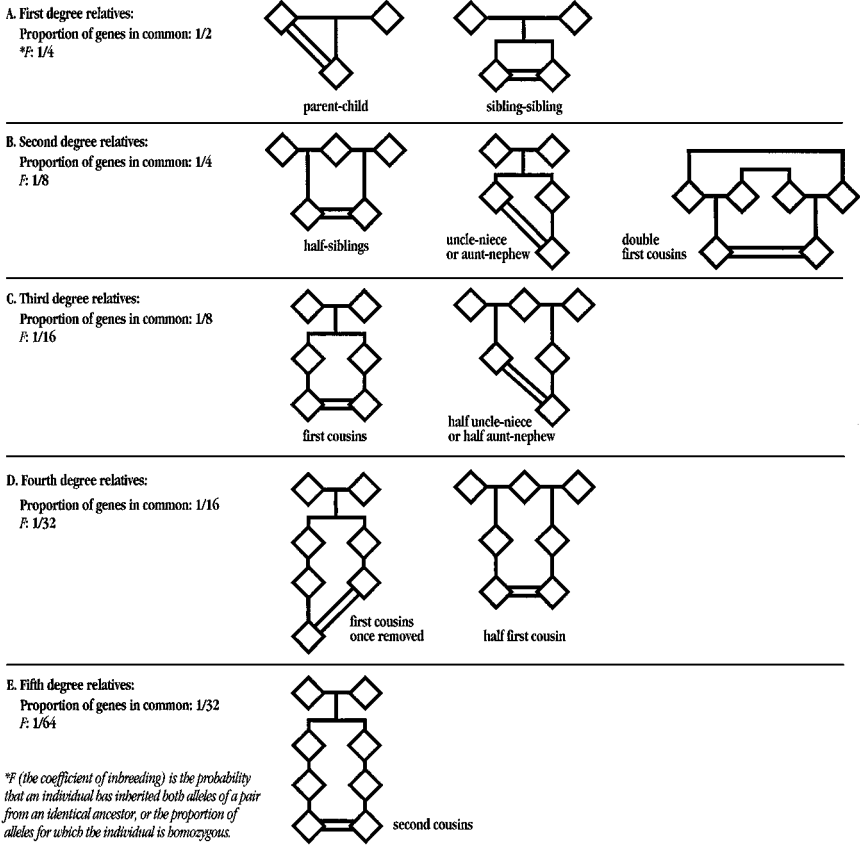 A. First degree relatives:
Proportion of genes in common: 1/2
*F: 1/4
parent-child
sibling-sibling
B. Second degree relatives:
Proportion of genes in common: 1/4
F: 1/8
half-siblings
uncle-niece
or aunt-nephew
double
first cousins
C. Third degree relatives:
Proportion of genes in common: 1/8
F: 1/16
first cousins
half uncle-niece
or half aunt-nephew
D. Fourth degree relatives:
Proportion of genes in common: 1/16
F: 1/32
first cousins
once removed
half first cousin
E. Fifth degree relatives:
Proportion of genes in common: 1/32
F: 1/64
second cousins
*F (the coefficient of inbreeding) is the probability
that an individual has inherited both alleles of a pair
from an identical ancestor, or the proportion of
alleles for which the individual is homozygous.